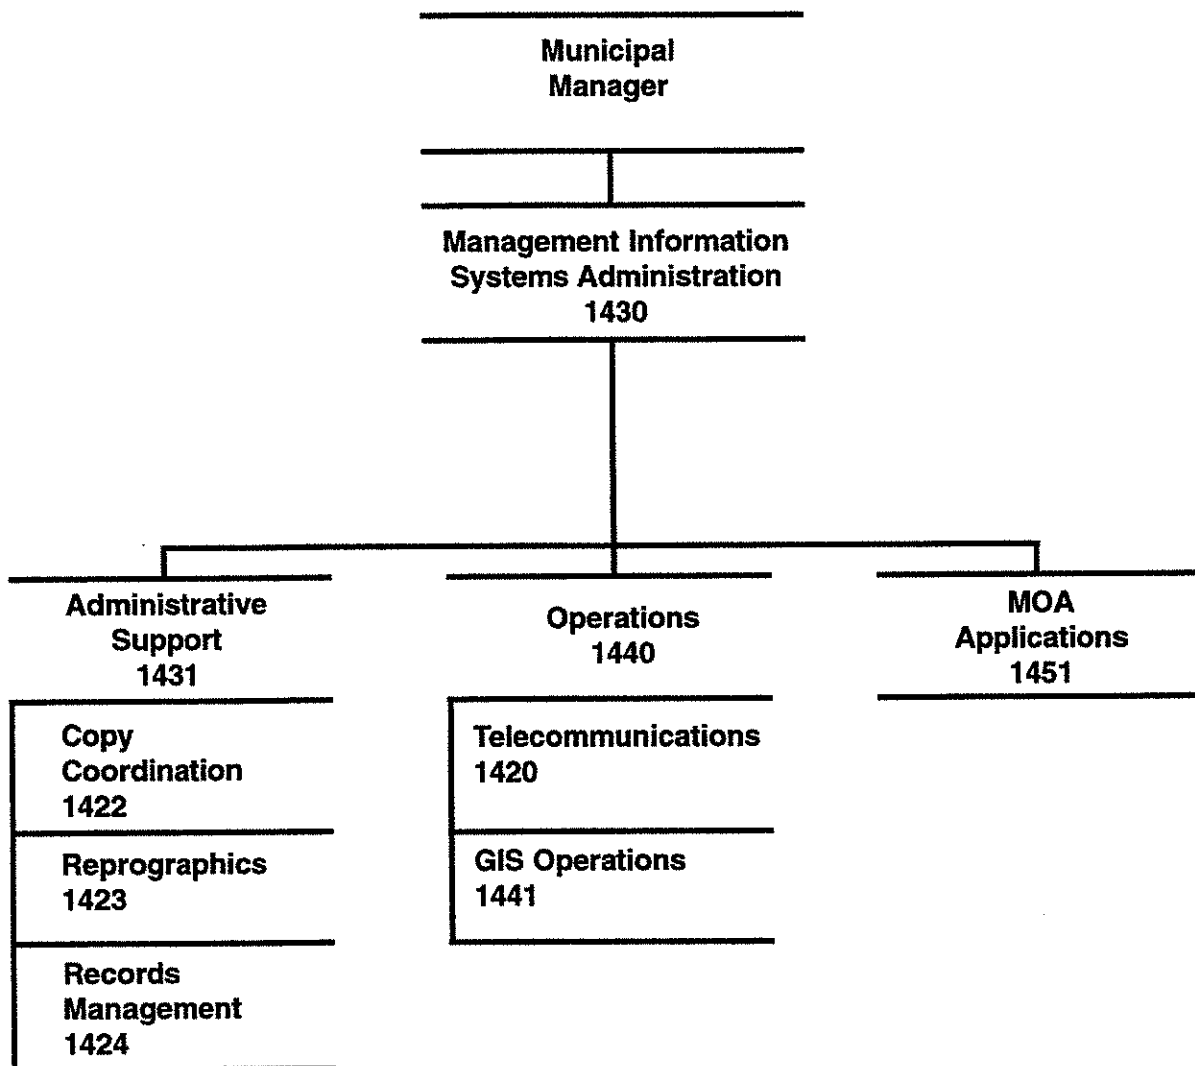 Municipal
Manager
Management Information
Systems Administration
1430
Administrative
Support
1431
Copy
Coordination
1422
Reprographics
1423
Records
Management
1424
Operations
1440
Telecommunications
1420
GIS Operations
1441
MOA
Applications
1451